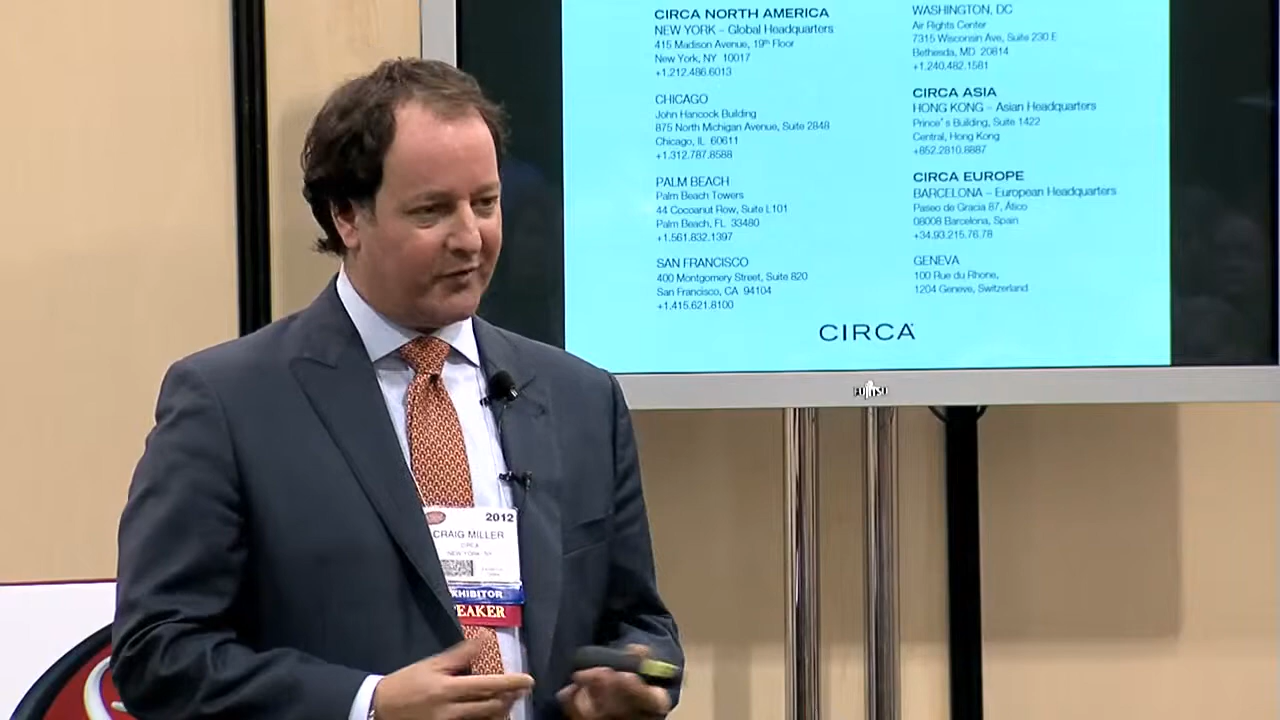 CIRCA NORTH AMERICA
NEW YORK – Global Headquarters
415 Madison Avenue, 19th Floor
New York, NY 10017
+1.212.486.6013
CHICAGO
John Hancock Building
875 North Michigan Avenue, Suite 2848
Chicago, IL 60611
+1.312.787.8588
PALM BEACH
Palm Beach Towers
44 Cocoanut Row, Suite L101
Palm Beach, FL 33480
+1.561.832.1397
SAN FRANCISCO
400 Montgomery Street, Suite 820
San Francisco, CA 94104
+1.415.621.8100
WASHINGTON, DC
Air Rights Center
7315 Wisconsin Ave, Suite 230 E
Bethesda, MD 20814
+1.240.482.1581
CIRCA ASIA
HONG KONG – Asian Headquarters
Prince's Building, Suite 1422
Central, Hong Kong
+852.2810.8887
CIRCA EUROPE
BARCELONA – European Headquarters
Paseo de Gracia 87, Ático
08008 Barcelona, Spain
+34.93.215.76.78
GENEVA
100 Rue du Rhone,
1204 Geneve, Switzerland
CIRCA
FUJITSU
2012
CRAIG MILLER
CIRCA
NEW YORK NY
XHIBITOR
EAKER